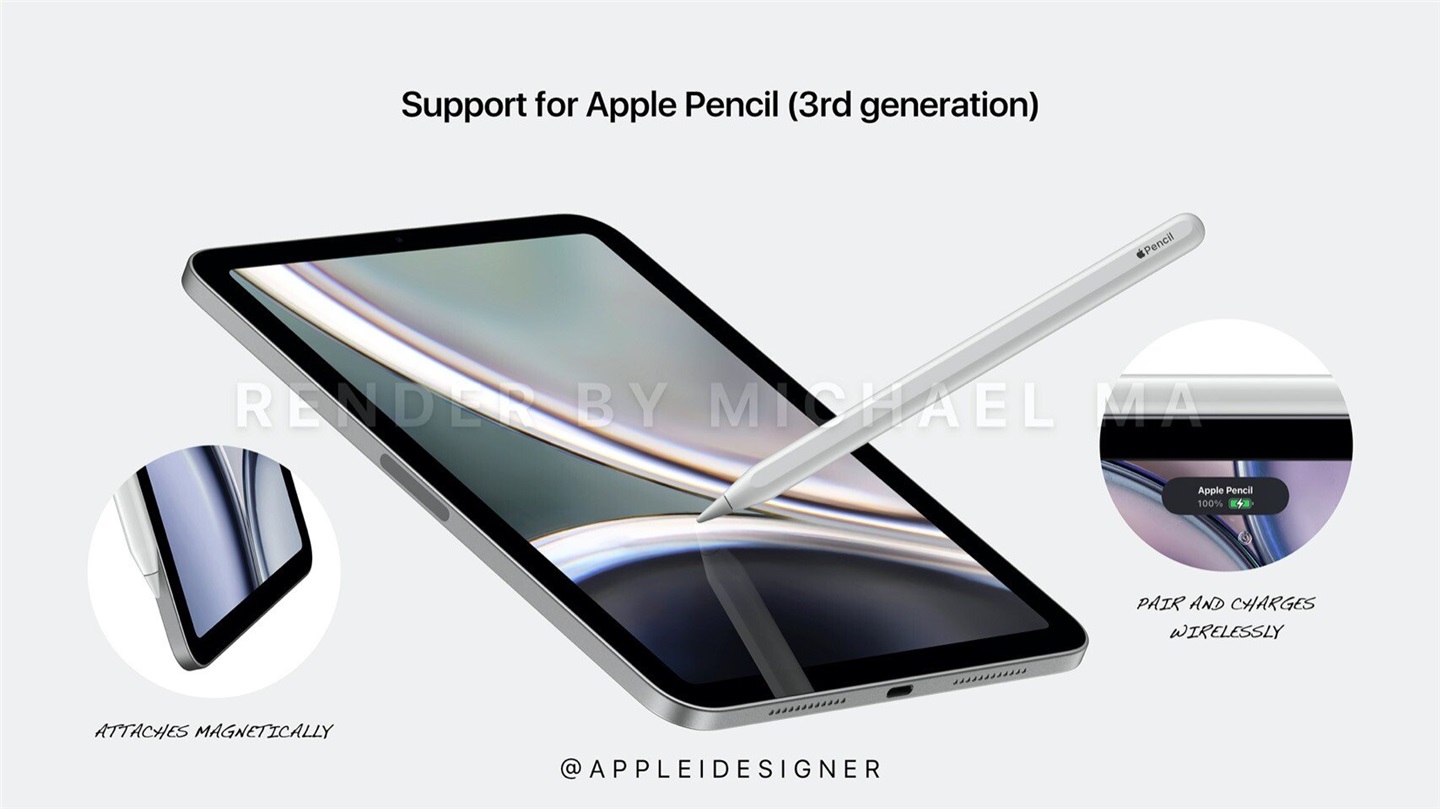 Support for Apple Pencil (3rd generation)
Pencil
RENDER BY MICHAEL MA
Apple Pencil
100%
PAIR AND CHARGES
WIRELESSLY
ATTACHES MAGNETICALLY
@APPLEIDESIGNER